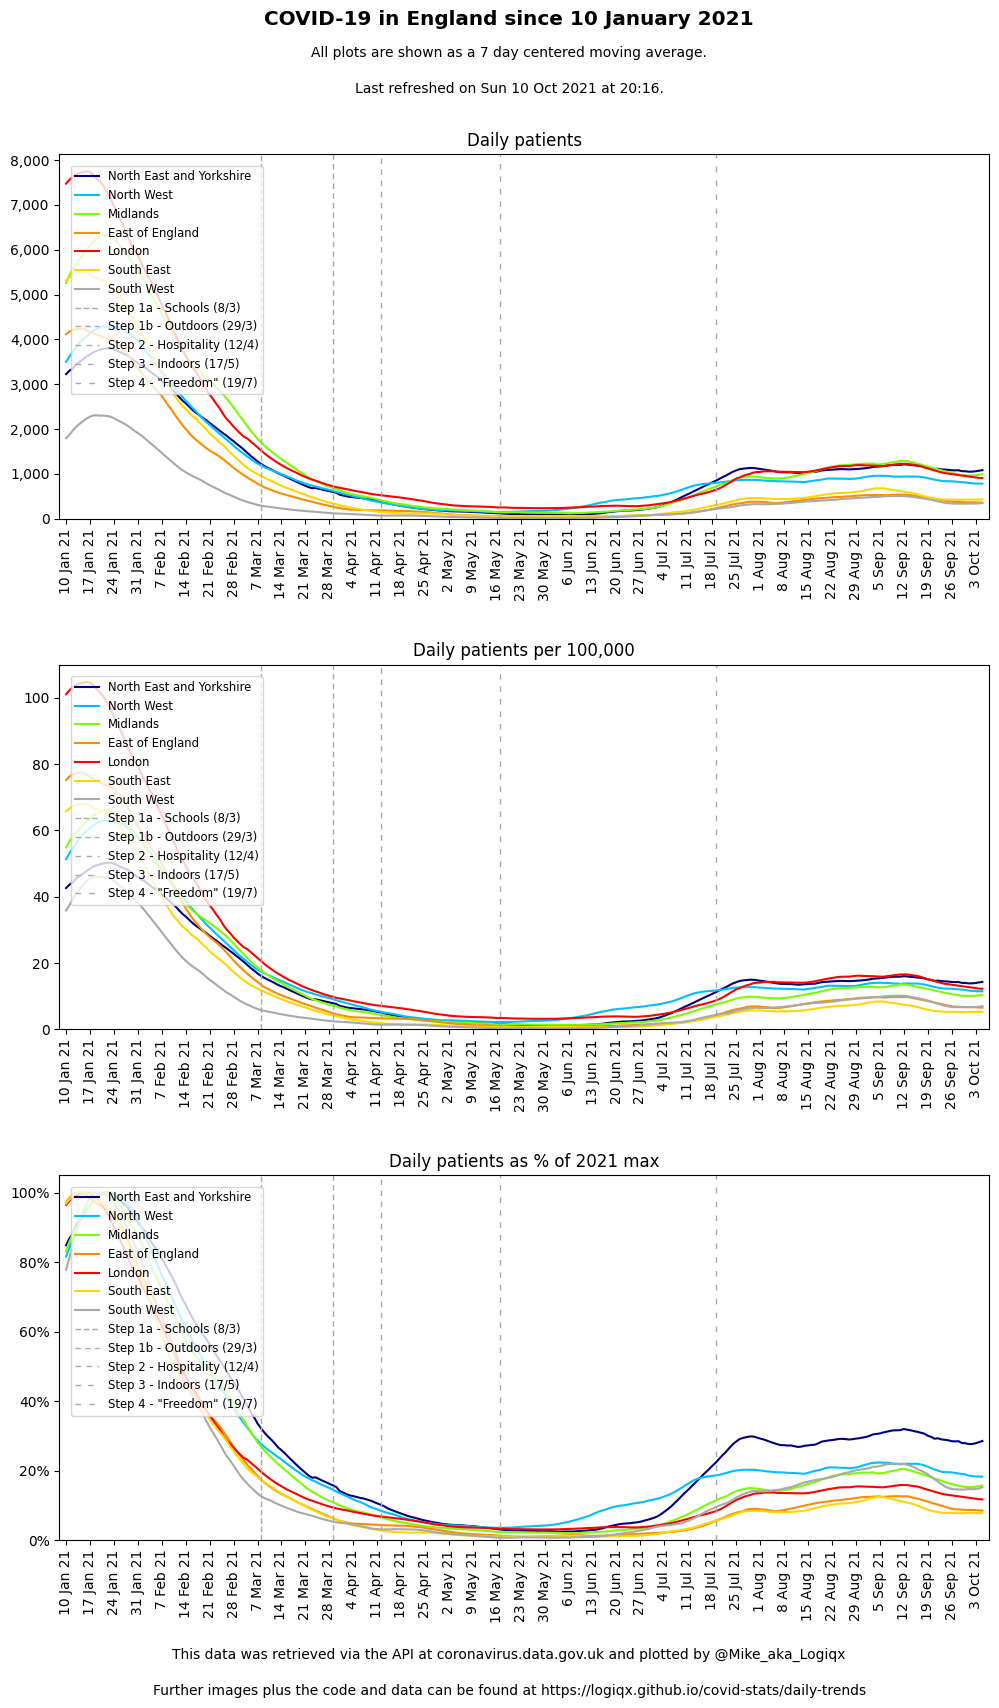 COVID-19 in England since 10 January 2021
All plots are shown as a 7 day centered moving average.
Last refreshed on Sun 10 Oct 2021 at 20:16.
Daily patients
8,000
7,000
6,000
5,000
4,000
3,000
2,000
1,000
0
North East and Yorkshire
North West
Midlands
East of England
London
South East
South West
Step 1a - Schools (8/3)
Step 1b - Outdoors (29/3)
Step 2 - Hospitality (12/4)
Step 3 - Indoors (17/5)
Step 4 - "Freedom" (19/7)
10 Jan 21
17 Jan 21
24 Jan 21
31 Jan 21
7 Feb 21
14 Feb 21
21 Feb 21
28 Feb 21
7 Mar 21
14 Mar 21
21 Mar 21
28 Mar 21
4 Apr 21
11 Apr 21
18 Apr 21
25 Apr 21
2 May 21
9 May 21
16 May 21
23 May 21
30 May 21
6 Jun 21
13 Jun 21
20 Jun 21
27 Jun 21
4 Jul 21
11 Jul 21
18 Jul 21
25 Jul 21
1 Aug 21
8 Aug 21
15 Aug 21
22 Aug 21
29 Aug 21
5 Sep 21
12 Sep 21
19 Sep 21
26 Sep 21
3 Oct 21
Daily patients per 100,000
100
80
60
40
20
0
North East and Yorkshire
North West
Midlands
East of England
London
South East
South West
Step 1a - Schools (8/3)
Step 1b - Outdoors (29/3)
Step 2 - Hospitality (12/4)
Step 3 - Indoors (17/5)
Step 4 - "Freedom" (19/7)
10 Jan 21
17 Jan 21
24 Jan 21
31 Jan 21
7 Feb 21
14 Feb 21
21 Feb 21
28 Feb 21
7 Mar 21
14 Mar 21
21 Mar 21
28 Mar 21
4 Apr 21
11 Apr 21
18 Apr 21
25 Apr 21
2 May 21
9 May 21
16 May 21
23 May 21
30 May 21
6 Jun 21
13 Jun 21
20 Jun 21
27 Jun 21
4 Jul 21
11 Jul 21
18 Jul 21
25 Jul 21
1 Aug 21
8 Aug 21
15 Aug 21
22 Aug 21
29 Aug 21
5 Sep 21
12 Sep 21
19 Sep 21
26 Sep 21
3 Oct 21
Daily patients as % of 2021 max
100%
80%
60%
40%
20%
0%
North East and Yorkshire
North West
Midlands
East of England
London
South East
South West
Step 1a - Schools (8/3)
Step 1b - Outdoors (29/3)
Step 2 - Hospitality (12/4)
Step 3 - Indoors (17/5)
Step 4 - "Freedom" (19/7)
10 Jan 21
17 Jan 21
24 Jan 21
31 Jan 21
7 Feb 21
14 Feb 21
21 Feb 21
28 Feb 21
7 Mar 21
14 Mar 21
21 Mar 21
28 Mar 21
4 Apr 21
11 Apr 21
18 Apr 21
25 Apr 21
2 May 21
9 May 21
16 May 21
23 May 21
30 May 21
6 Jun 21
13 Jun 21
20 Jun 21
27 Jun 21
4 Jul 21
11 Jul 21
18 Jul 21
25 Jul 21
1 Aug 21
8 Aug 21
15 Aug 21
22 Aug 21
29 Aug 21
5 Sep 21
12 Sep 21
19 Sep 21
26 Sep 21
3 Oct 21
This data was retrieved via the API at coronavirus.data.gov.uk and plotted by @Mike_aka_Logiqx
Further images plus the code and data can be found at https://logiqx.github.io/covid-stats/daily-trends